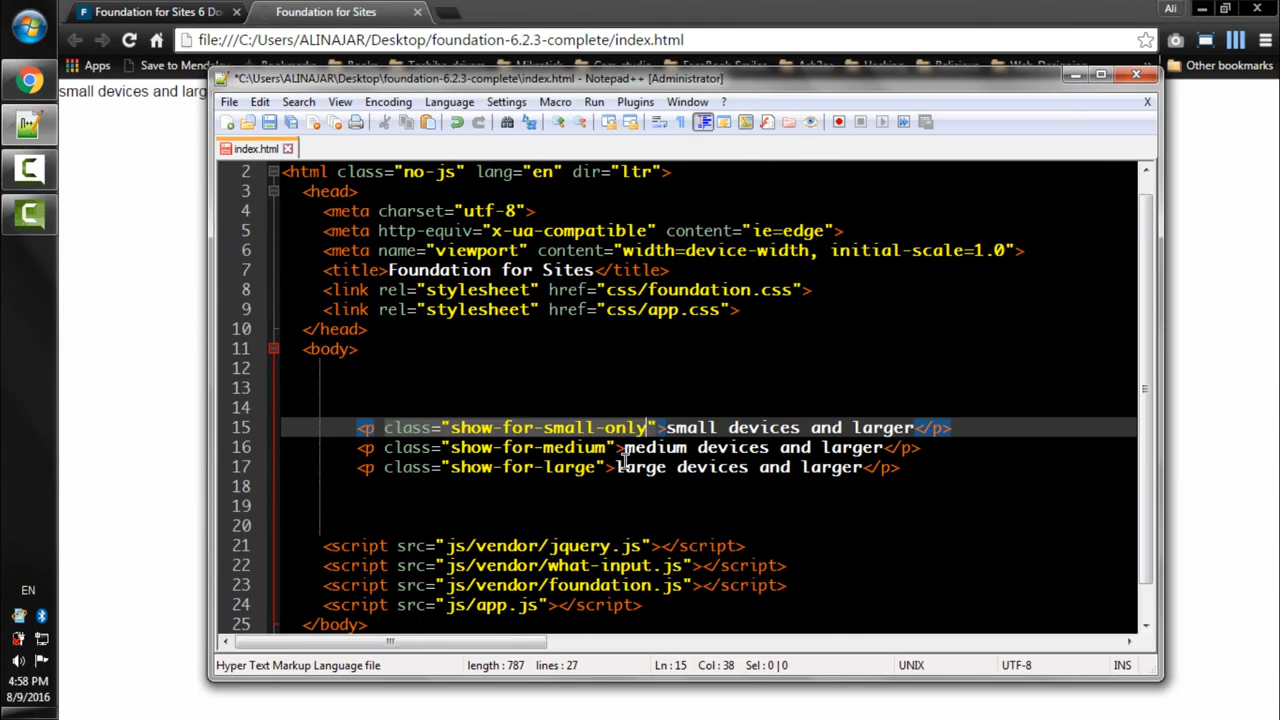 Foundation for Sites 6 Do
Foundation for Sites
Ali
file:///C:/Users/ALINAJAR/Desktop/foundation-6.2.3-complete/index.html
Apps
Save to Mendeley
Other bookmarks
small devices and larg
*C:\Users\ALINAJAR\Desktop\foundation-6.2.3-complete\index.html - Notepad++ [Administrator]
File Edit Search View Encoding Language Settings Macro Run Plugins Window ? X
index.html
2 <html class="no-js" lang="en" dir="ltr">
3 <head>
4 <meta charset="utf-8">
5 <meta http-equiv="x-ua-compatible" content="ie=edge">
6 <meta name="viewport" content="width=device-width, initial-scale=1.0">
7 <title>Foundation for Sites</title>
8 <link rel="stylesheet" href="css/foundation.css">
9 <link rel="stylesheet" href="css/app.css">
10 </head>
11 <body>
12
13
14
15 <p class="show-for-small-only">small devices and larger</p>
16 <p class="show-for-medium">medium devices and larger</p>
17 <p class="show-for-large">large devices and larger</p>
18
19
20
21 <script src="js/vendor/jquery.js"></script>
22 <script src="js/vendor/what-input.js"></script>
23 <script src="js/vendor/foundation.js"></script>
24 <script src="js/app.js"></script>
25 </body>
Hyper Text Markup Language file length : 787 lines : 27 Ln : 15 Col : 38 Sel : 0 | 0 UNIX UTF-8 INS
EN
4:58 PM
8/9/2016